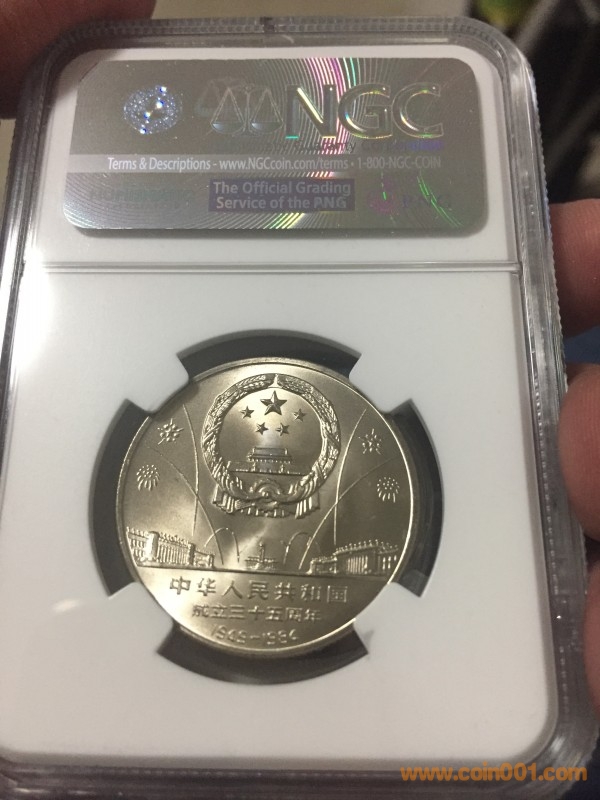 NGC
Terms & Descriptions - www.NGCcoin.com/terms • 1-800-NGC-COIN
The Official Grading
Service of the PNG
PNG
中华人民共和国
成立三十五周年
1949-1984
www.coin001.com